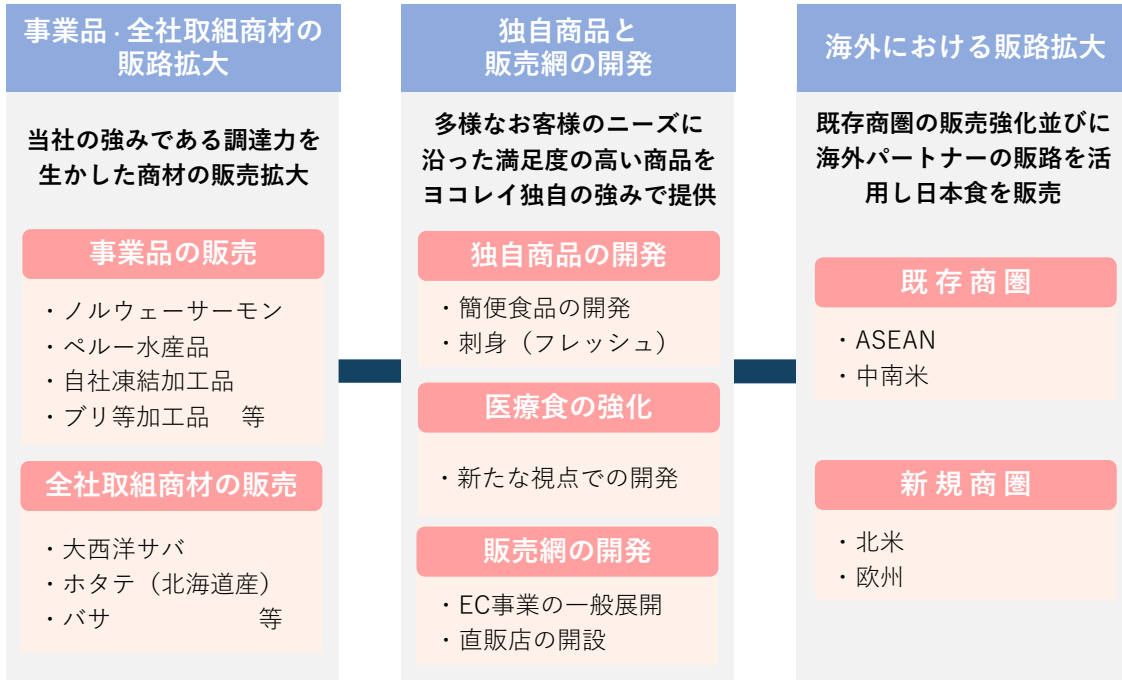 事業品・全社取組商材の
販路拡大
当社の強みである調達力を
生かした商材の販売拡大
事業品の販売
・ノルウェーサーモン
・ペルー水産品
・自社凍結加工品
・ブリ等加工品　等
全社取組商材の販売
・大西洋サバ
・ホタテ（北海道産）
・バサ　　　　　　　等
独自商品と
販売網の開発
多様なお客様のニーズに
沿った満足度の高い商品を
ヨコレイ独自の強みで提供
独自商品の開発
・簡便食品の開発
・刺身（フレッシュ）
医療食の強化
・新たな視点での開発
販売網の開発
・EC事業の一般展開
・直販店の開設
海外における販路拡大
既存商圏の販売強化並びに
海外パートナーの販路を活
用し日本食を販売
既存商圏
・ASEAN
・中南米
新規商圏
・北米
・欧州